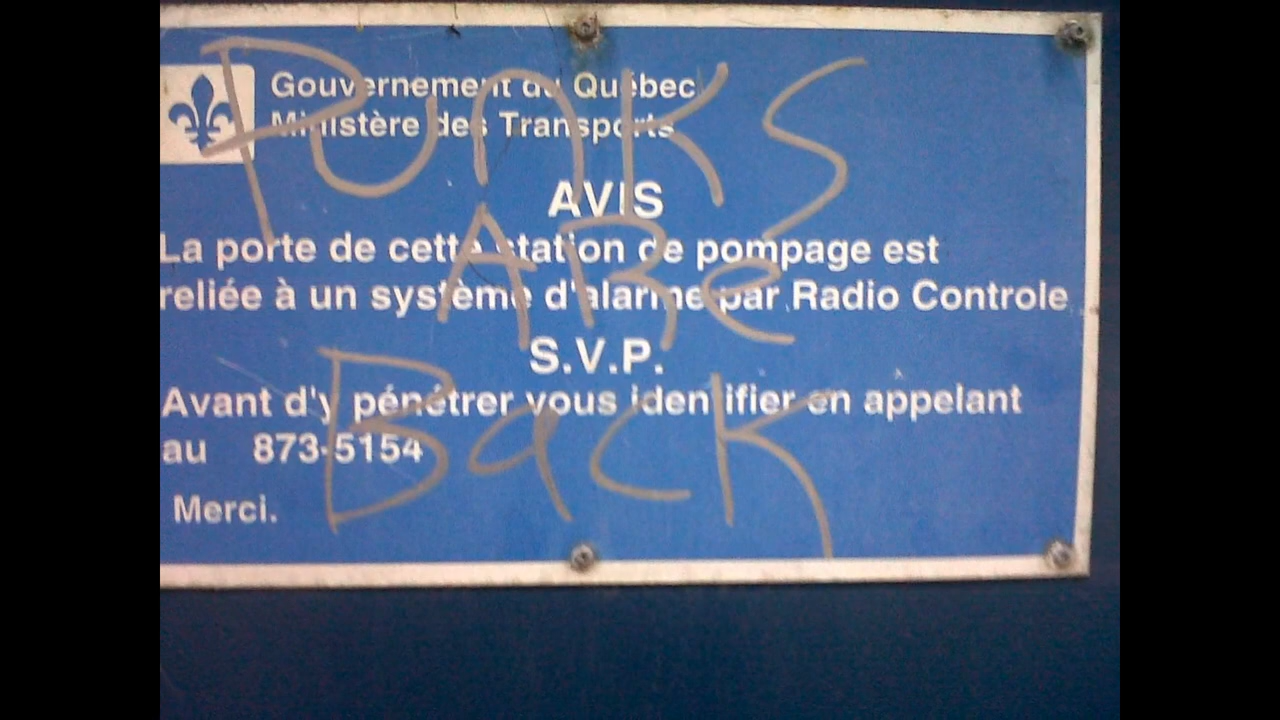 Gouvernement du Québec
Ministère des Transports
AVIS
La porte de cette station de pompage est
reliée à un système d'alarme par Radio Controle
S.V.P.
Avant d'y pénétrer vous identifier en appelant
au 873-5154
Merci.
PUNKS
ARe
BaCK